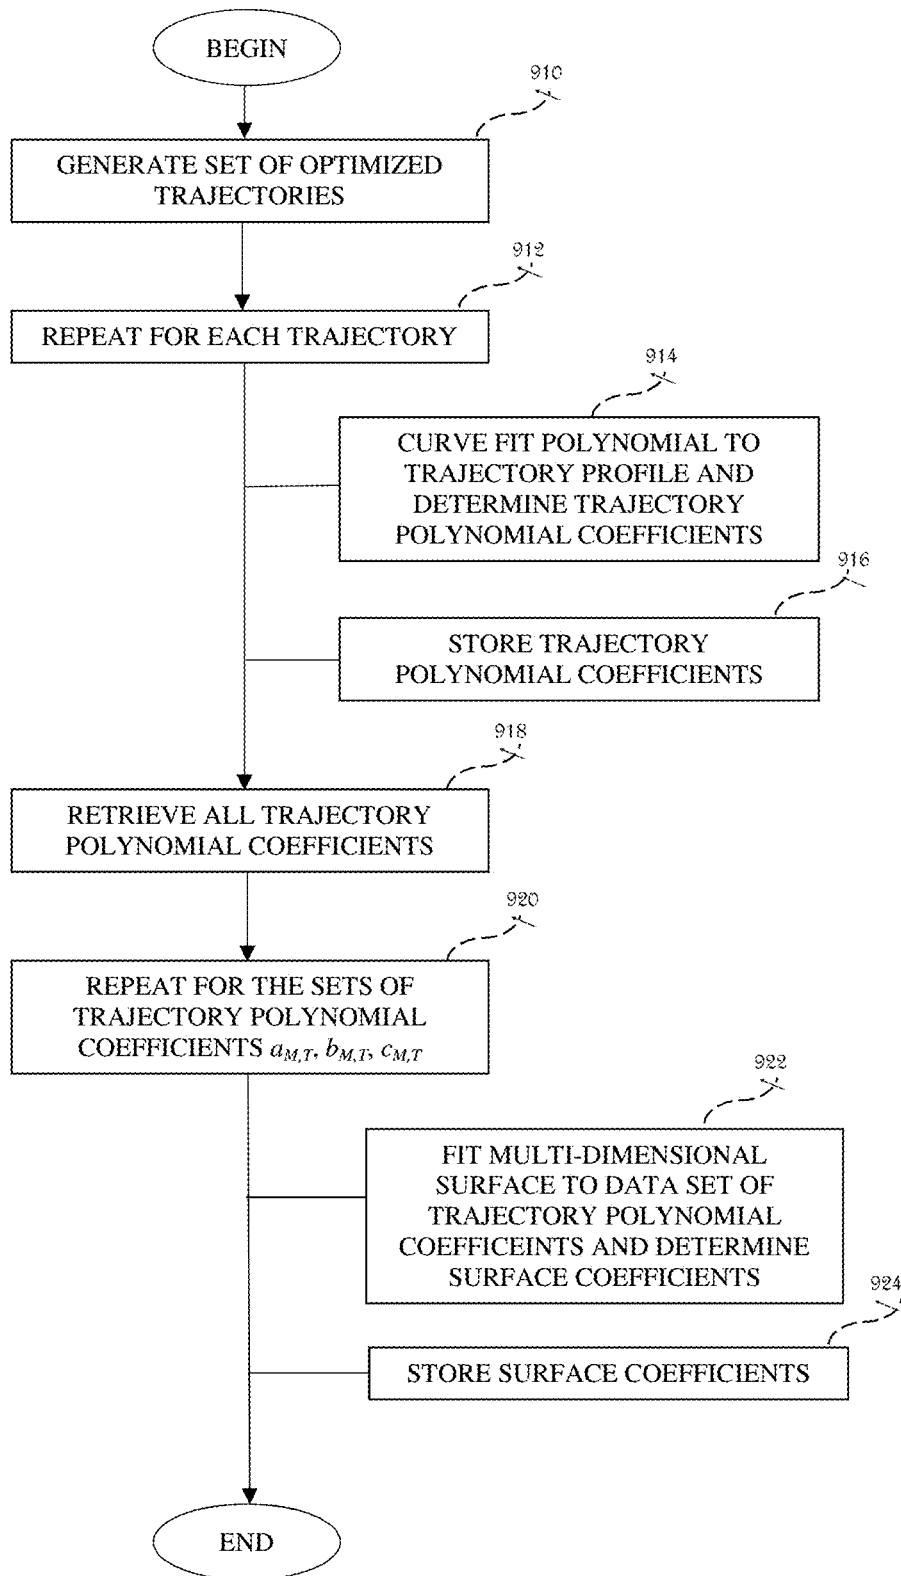 BEGIN
910
GENERATE SET OF OPTIMIZED
TRAJECTORIES
912
REPEAT FOR EACH TRAJECTORY
914
CURVE FIT POLYNOMIAL TO
TRAJECTORY PROFILE AND
DETERMINE TRAJECTORY
POLYNOMIAL COEFFICIENTS
916
STORE TRAJECTORY
POLYNOMIAL COEFFICIENTS
918
RETRIEVE ALL TRAJECTORY
POLYNOMIAL COEFFICIENTS
920
REPEAT FOR THE SETS OF
TRAJECTORY POLYNOMIAL
COEFFICIENTS a_{M,T}, b_{M,T}, c_{M,T}
922
FIT MULTI-DIMENSIONAL
SURFACE TO DATA SET OF
TRAJECTORY POLYNOMIAL
COEFFICEINTS AND DETERMINE
SURFACE COEFFICIENTS
924
STORE SURFACE COEFFICIENTS
END